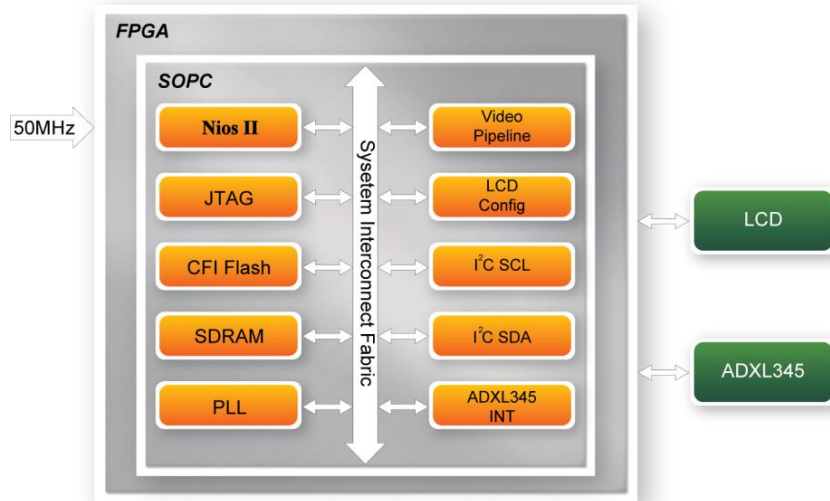 FPGA
SOPC
50MHz
Nios II
JTAG
CFI Flash
SDRAM
PLL
Sysetem Interconnect Fabric
Video
Pipeline
LCD
Config
I²C SCL
I²C SDA
ADXL345
INT
LCD
ADXL345